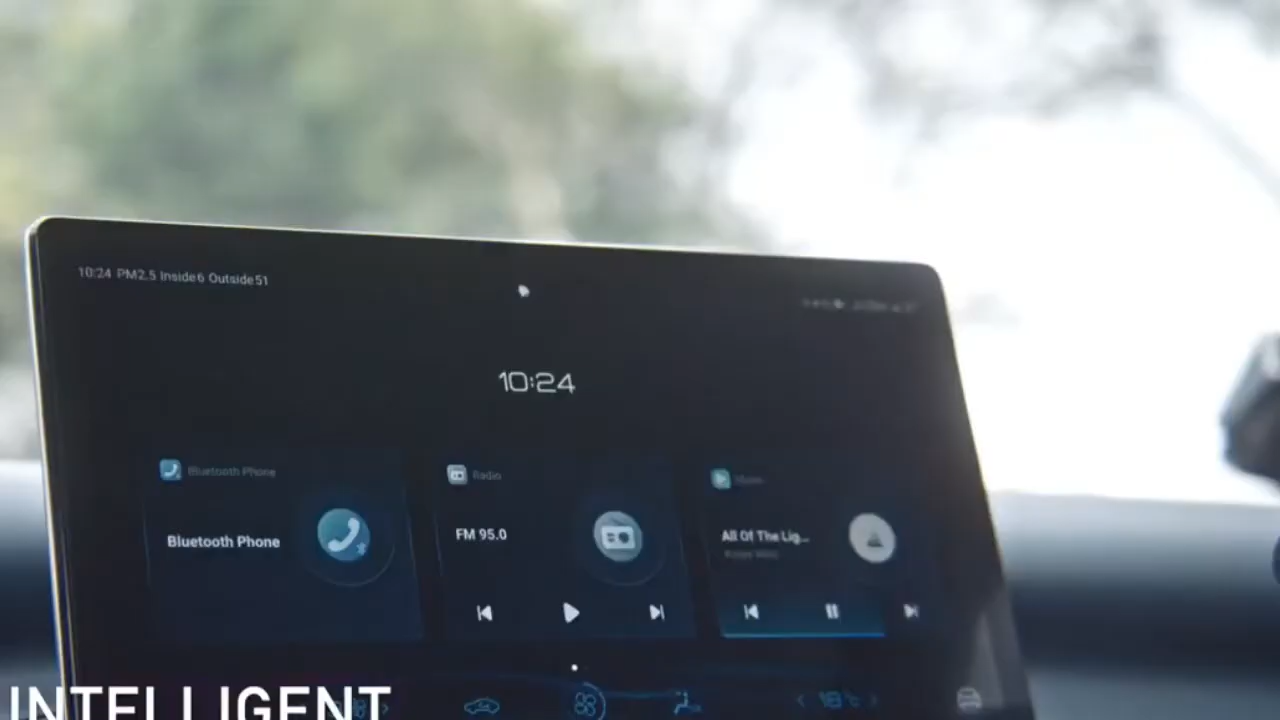 10:24 PM2.5 Inside6 Outside51
10:24
Bluetooth Phone
Radio
Bluetooth Phone
FM 95.0
All Of The Lig...
INTELLIGENT